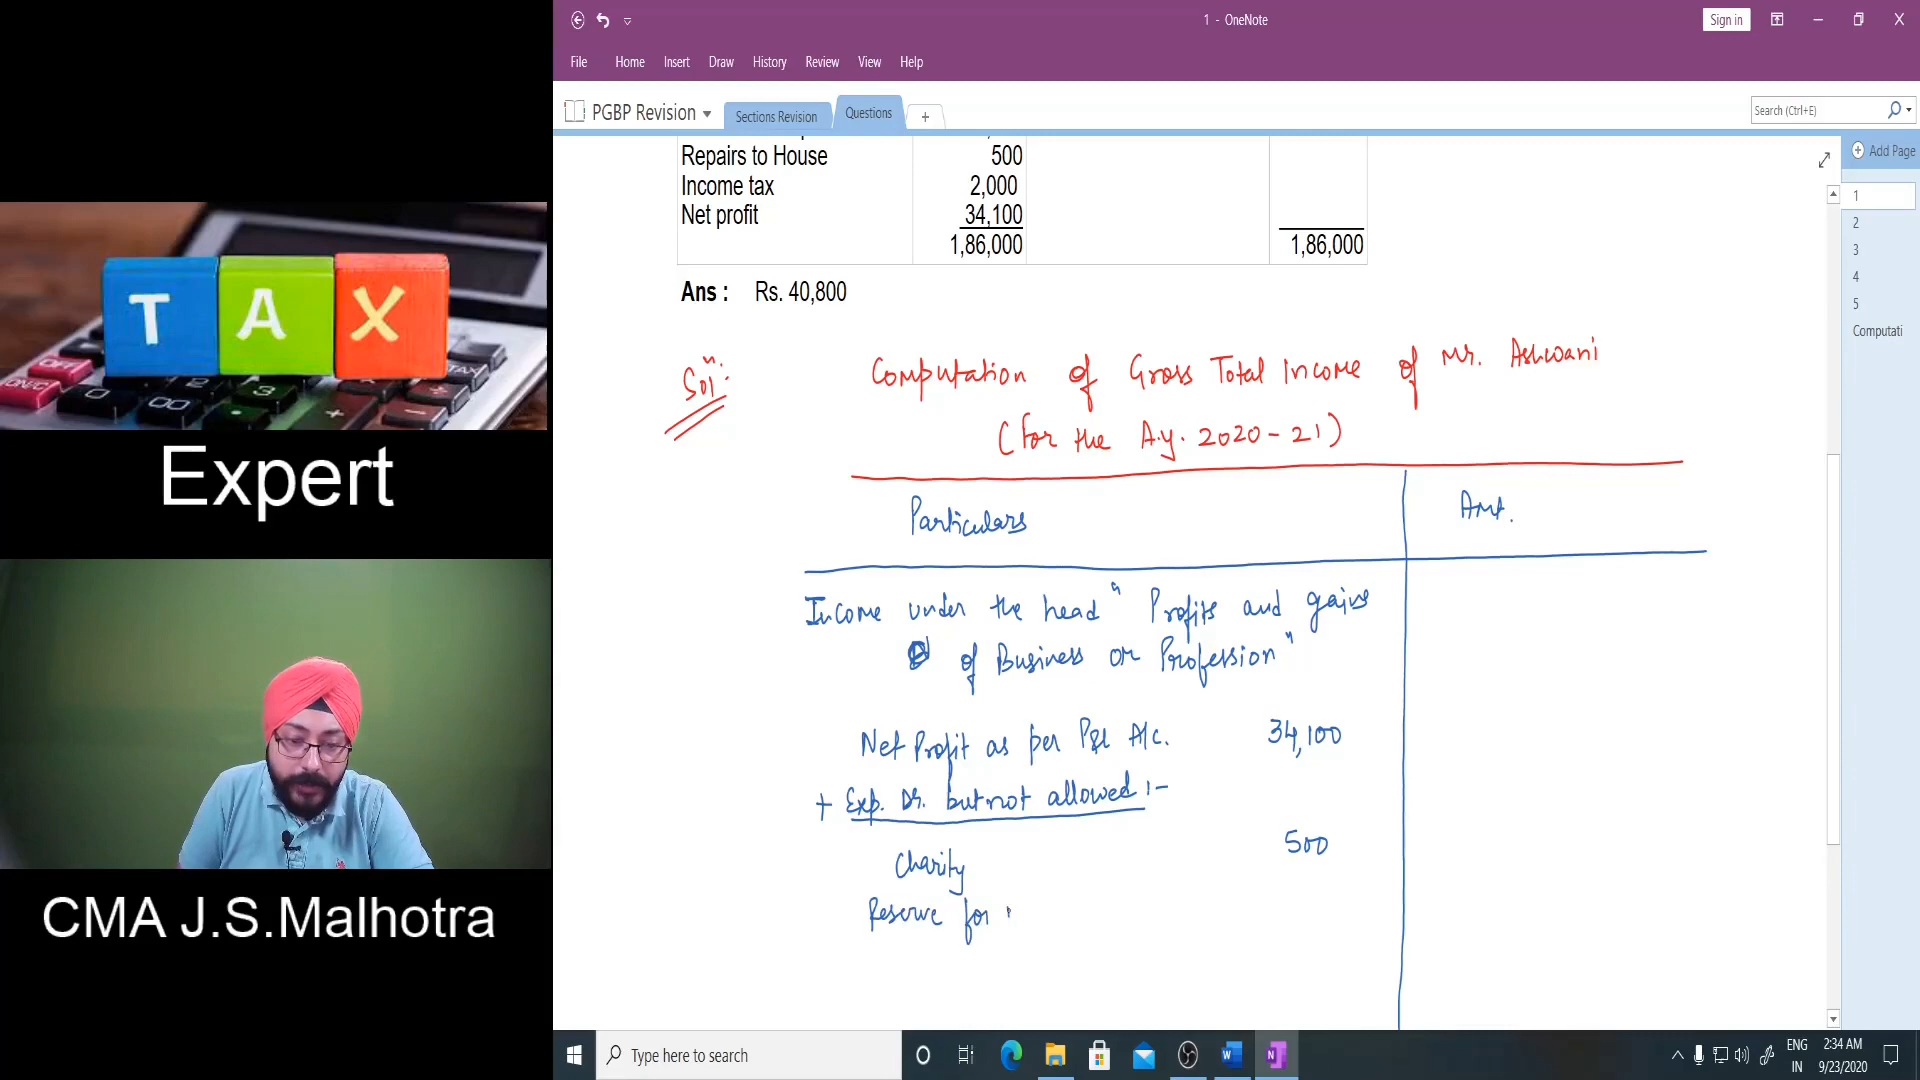 1 - OneNote
Sign in
File Home Insert Draw History Review View Help
PGBP Revision
Sections Revision
Questions
+
Search (Ctrl+E)
Add Page
1
2
3
4
5
Computati
Repairs to House 500
Income tax 2,000
Net profit 34,100
1,86,000 1,86,000
Ans : Rs. 40,800
Sol":
Computation of Gross Total Income of Mr. Ashwani
(For the A.y. 2020-21)
Particulars Amt.
Income under the head " Profits and gains
of Business or Profession"
Net Profit as per P&L A/c. 34,100
+ Exp. Dr. but not allowed :-
Charity 500
Reserve for
T A X
TAX
ON/C
00
3
Expert
CMA J.S.Malhotra
Type here to search
ENG
IN
2:34 AM
9/23/2020